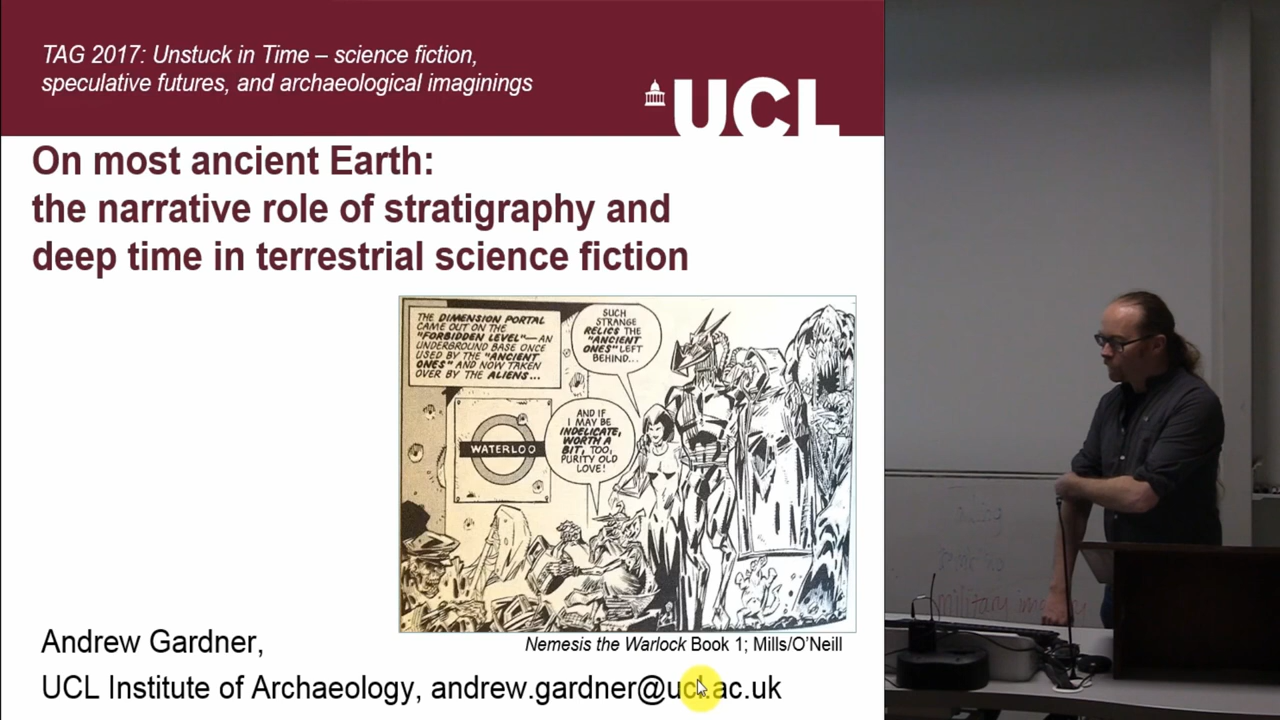 TAG 2017: Unstuck in Time – science fiction,
speculative futures, and archaeological imaginings
UCL
On most ancient Earth:
the narrative role of stratigraphy and
deep time in terrestrial science fiction
THE DIMENSION PORTAL
CAME OUT ON THE
"FORBIDDEN LEVEL"—AN
UNDERGROUND BASE ONCE
USED BY THE "ANCIENT
ONES" AND NOW TAKEN
OVER BY THE ALIENS...
SUCH
STRANGE
RELICS THE
"ANCIENT
ONES" LEFT
BEHIND...
WATERLOO
AND IF
I MAY BE
INDELICATE,
WORTH A
BIT, TOO,
PURITY OLD
LOVE!
Nemesis the Warlock Book 1; Mills/O'Neill
Andrew Gardner,
UCL Institute of Archaeology, andrew.gardner@ucl.ac.uk
military